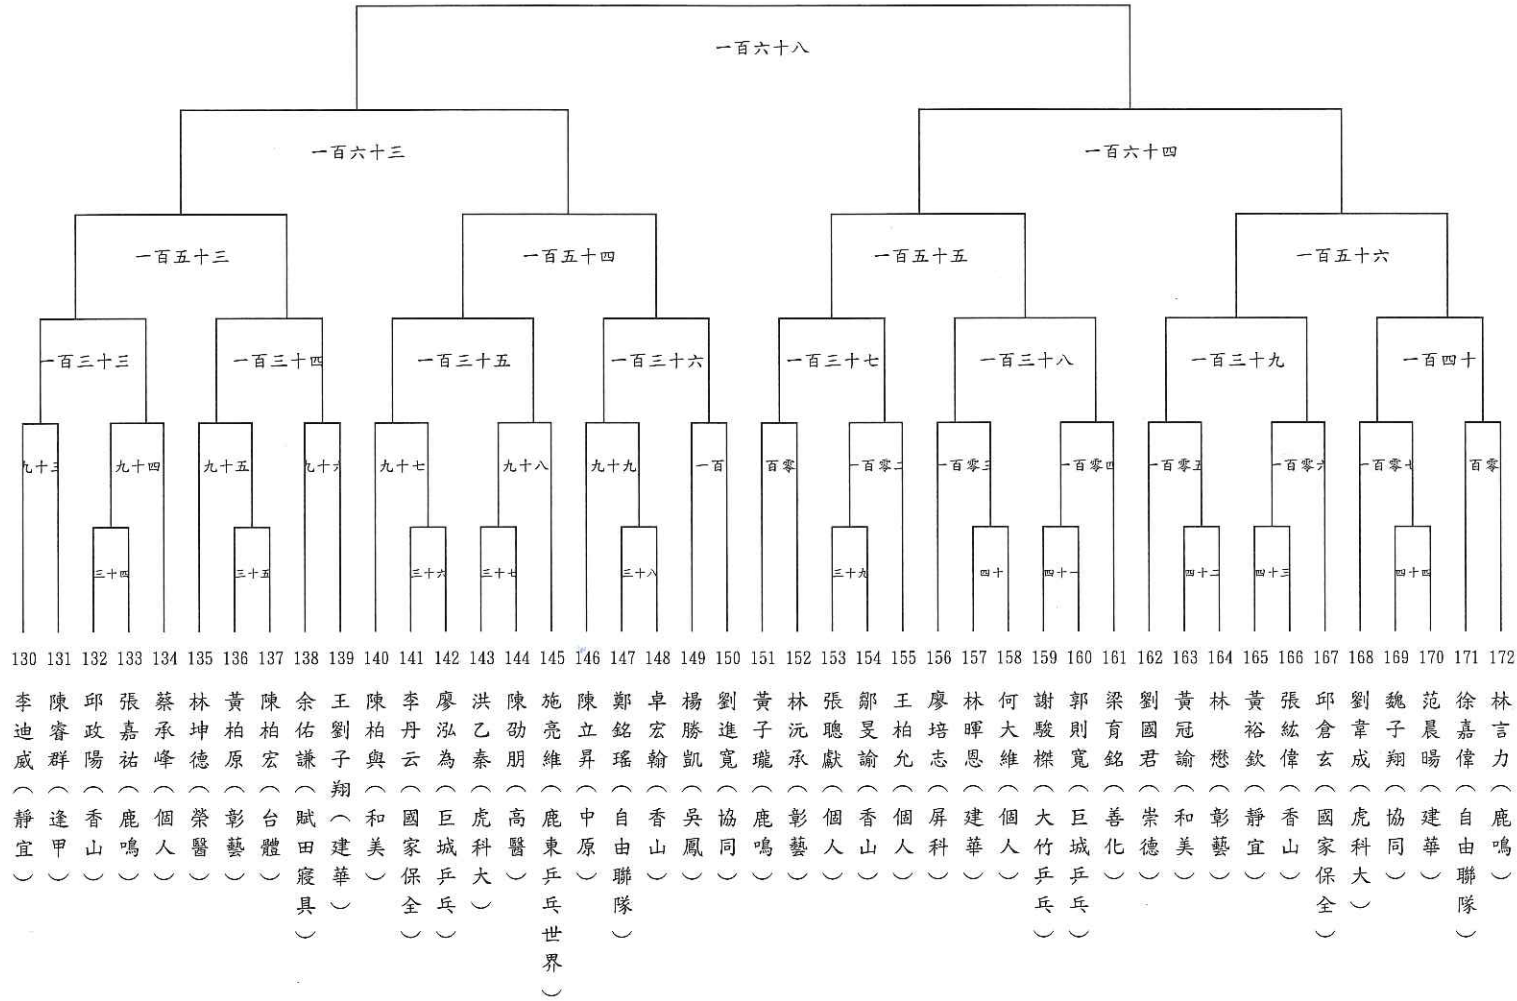 一百六十八
一百六十三 一百六十四
一百五十三 一百五十四 一百五十五 一百五十六
一百三十三 一百三十四 一百三十五 一百三十六 一百三十七 一百三十八 一百三十九 一百四十
九十三 九十四 九十五 九十六 九十七 九十八 九十九 一百 百零 一百零二 一百零三 一百零四 一百零五 一百零六 一百零七 百零
三十四 三十五 三十六 三十七 三十八 三十九 四十 四十一 四十二 四十三 四十四
130 131 132 133 134 135 136 137 138 139 140 141 142 143 144 145 146 147 148 149 150 151 152 153 154 155 156 157 158 159 160 161 162 163 164 165 166 167 168 169 170 171 172
李迪威（靜宜）
陳睿群（逢甲）
邱政陽（香山）
張嘉祐（鹿鳴）
蔡承峰（個人）
林坤德（榮醫）
黃柏原（彰藝）
陳柏宏（台體）
余佑謙（賦田寢具）
王劉子翔（建華）
陳柏與（和美）
李丹云（國家保全）
廖泓為（巨城乒乓）
洪乙秦（虎科大）
陳劭朋（高醫）
施亮維（鹿東乒乓世界）
陳立昇（中原）
鄭銘瑤（自由聯隊）
卓宏翰（香山）
楊勝凱（吳鳳）
劉進寬（協同）
黃子瓏（鹿鳴）
林沅承（彰藝）
張聰獻（個人）
鄒旻諭（香山）
王柏允（個人）
廖培志（屏科）
林暉恩（建華）
何大維（個人）
謝駿櫸（大竹乒乓）
郭則寬（巨城乒乓）
梁育銘（善化）
劉國君（崇德）
黃冠諭（和美）
林懋（彰藝）
黃裕欽（靜宜）
張紘偉（香山）
邱倉玄（國家保全）
劉韋成（虎科大）
魏子翔（協同）
范晨暘（建華）
徐嘉偉（自由聯隊）
林言力（鹿鳴）